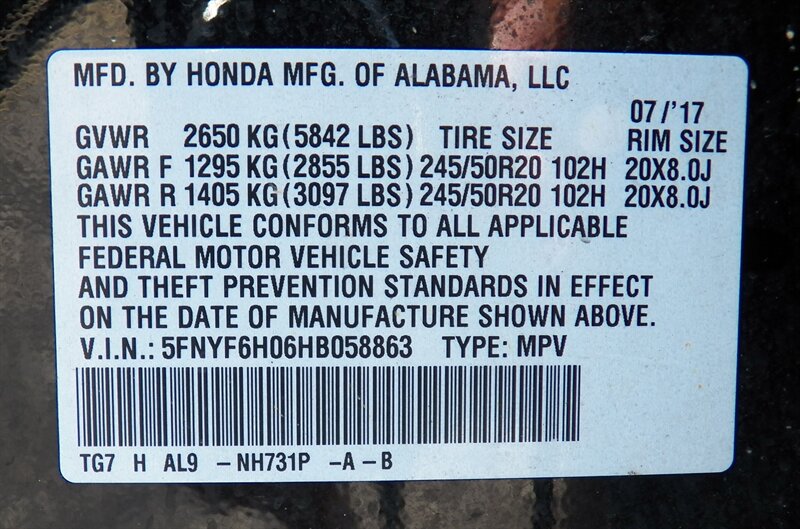 MFD. BY HONDA MFG. OF ALABAMA, LLC
07/'17
GVWR 2650 KG (5842 LBS) TIRE SIZE RIM SIZE
GAWR F 1295 KG (2855 LBS) 245/50R20 102H 20X8.0J
GAWR R 1405 KG (3097 LBS) 245/50R20 102H 20X8.0J
THIS VEHICLE CONFORMS TO ALL APPLICABLE
FEDERAL MOTOR VEHICLE SAFETY
AND THEFT PREVENTION STANDARDS IN EFFECT
ON THE DATE OF MANUFACTURE SHOWN ABOVE.
V.I.N.: 5FNYF6H06HB058863 TYPE: MPV
TG7 H AL9 -NH731P -A -B